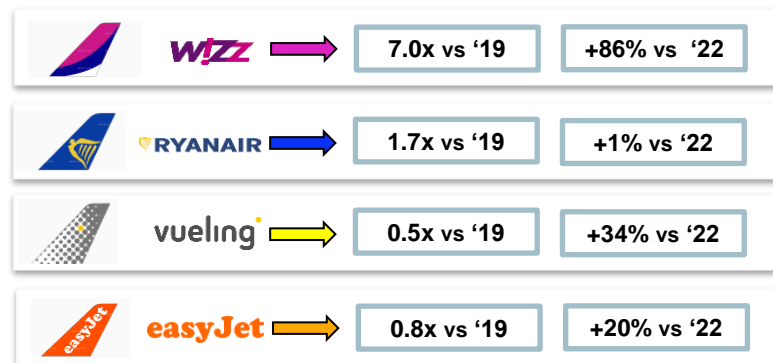 WIZZ 7.0x vs ‘19 +86% vs ‘22
RYANAIR 1.7x vs ‘19 +1% vs ‘22
vueling 0.5x vs ‘19 +34% vs ‘22
easyJet easyJet 0.8x vs ‘19 +20% vs ‘22